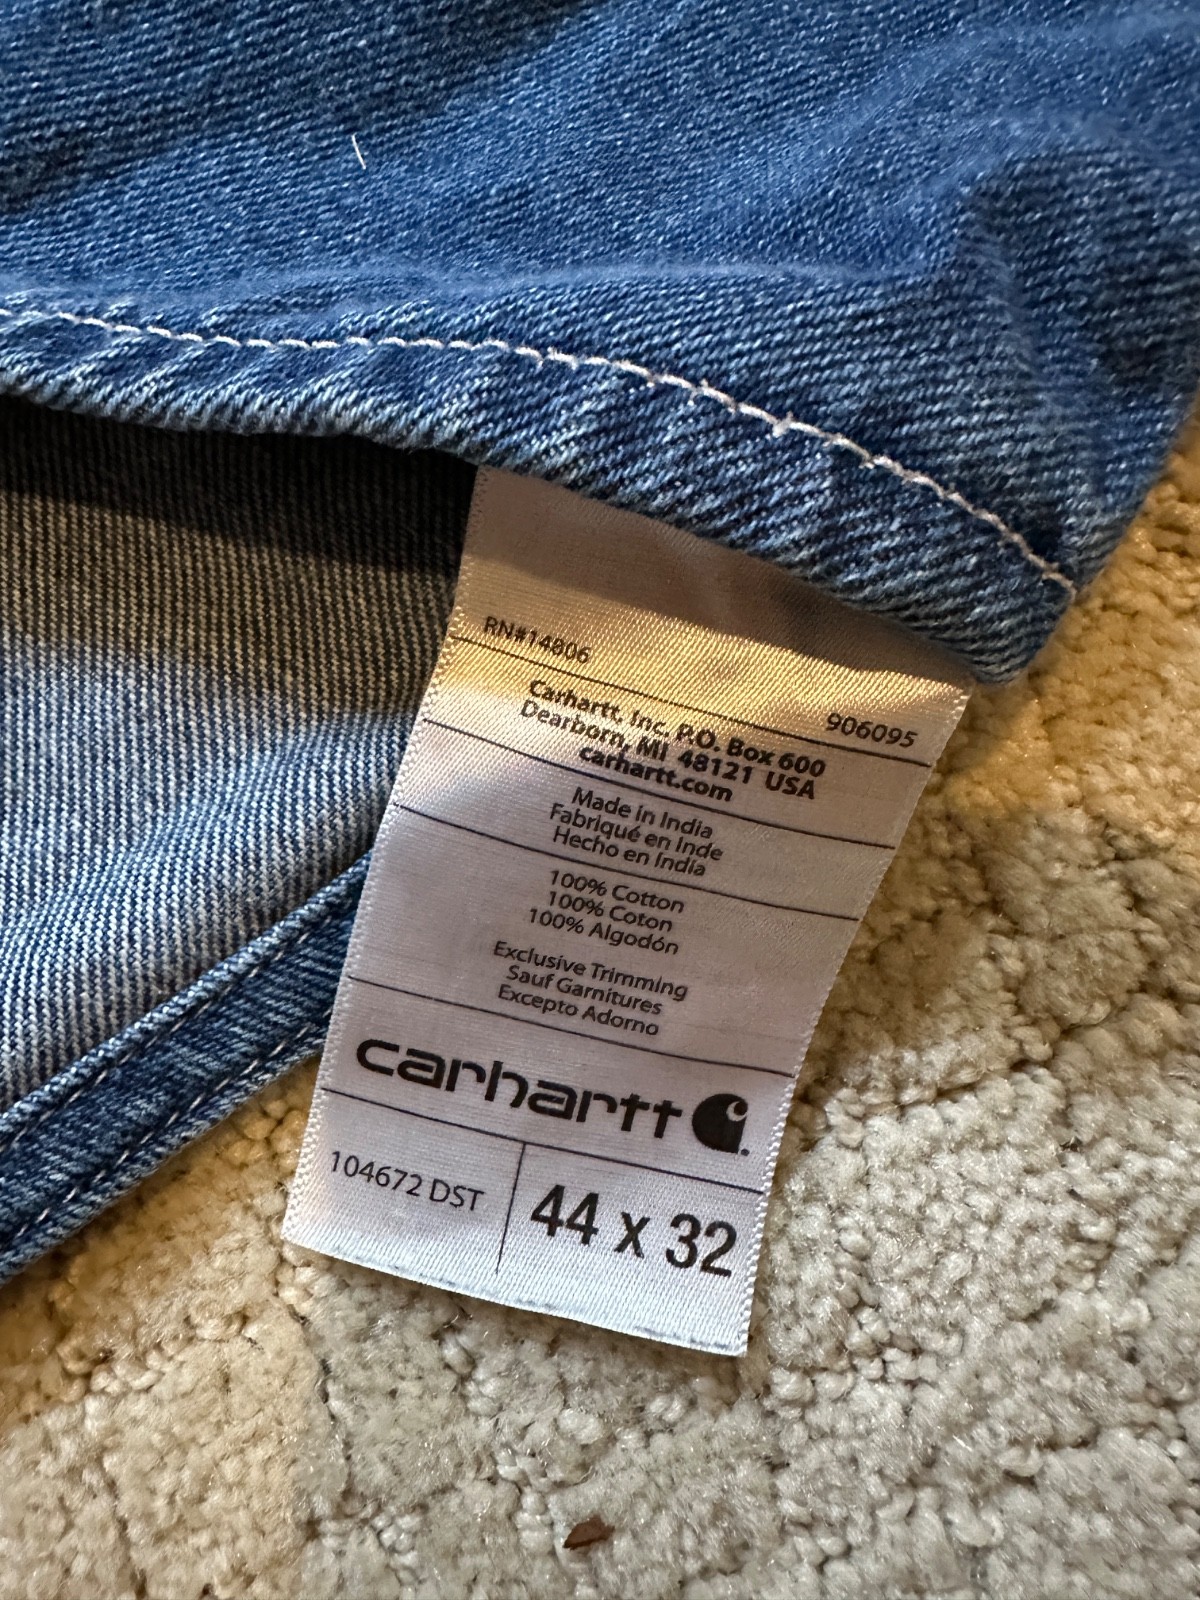 RN#14806
906095
Carhartt, Inc. P.O. Box 600
Dearborn, MI 48121 USA
carhartt.com
Made in India
Fabriqué en Inde
Hecho en India
100% Cotton
100% Coton
100% Algodón
Exclusive Trimming
Sauf Garnitures
Excepto Adorno
carhartt
104672 DST
44 x 32